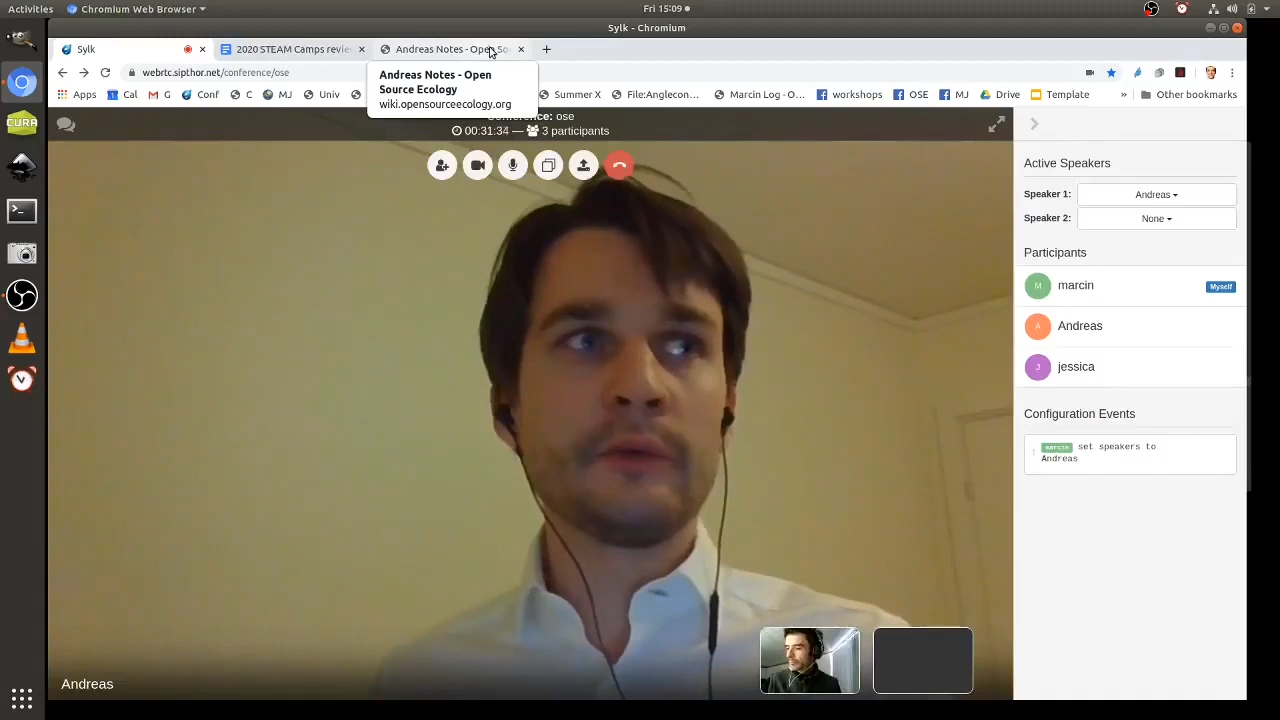 Activities
Chromium Web Browser
Fri 15:09
Sylk - Chromium
Sylk
2020 STEAM Camps revie
Andreas Notes - Open So
webrtc.sipthor.net/conference/ose
Andreas Notes - Open
Source Ecology
wiki.opensourceecology.org
Apps
Cal
G
C
MJ
Univ
Summer X
File:Anglecon...
Marcin Log - O...
workshops
OSE
MJ
Drive
Template
»
Other bookmarks
Conference: ose
00:31:34 — 3 participants
Active Speakers
Speaker 1:
Andreas
Speaker 2:
None
Participants
M
marcin
Myself
A
Andreas
J
jessica
Configuration Events
1
marcin set speakers to
Andreas
Andreas
CURA